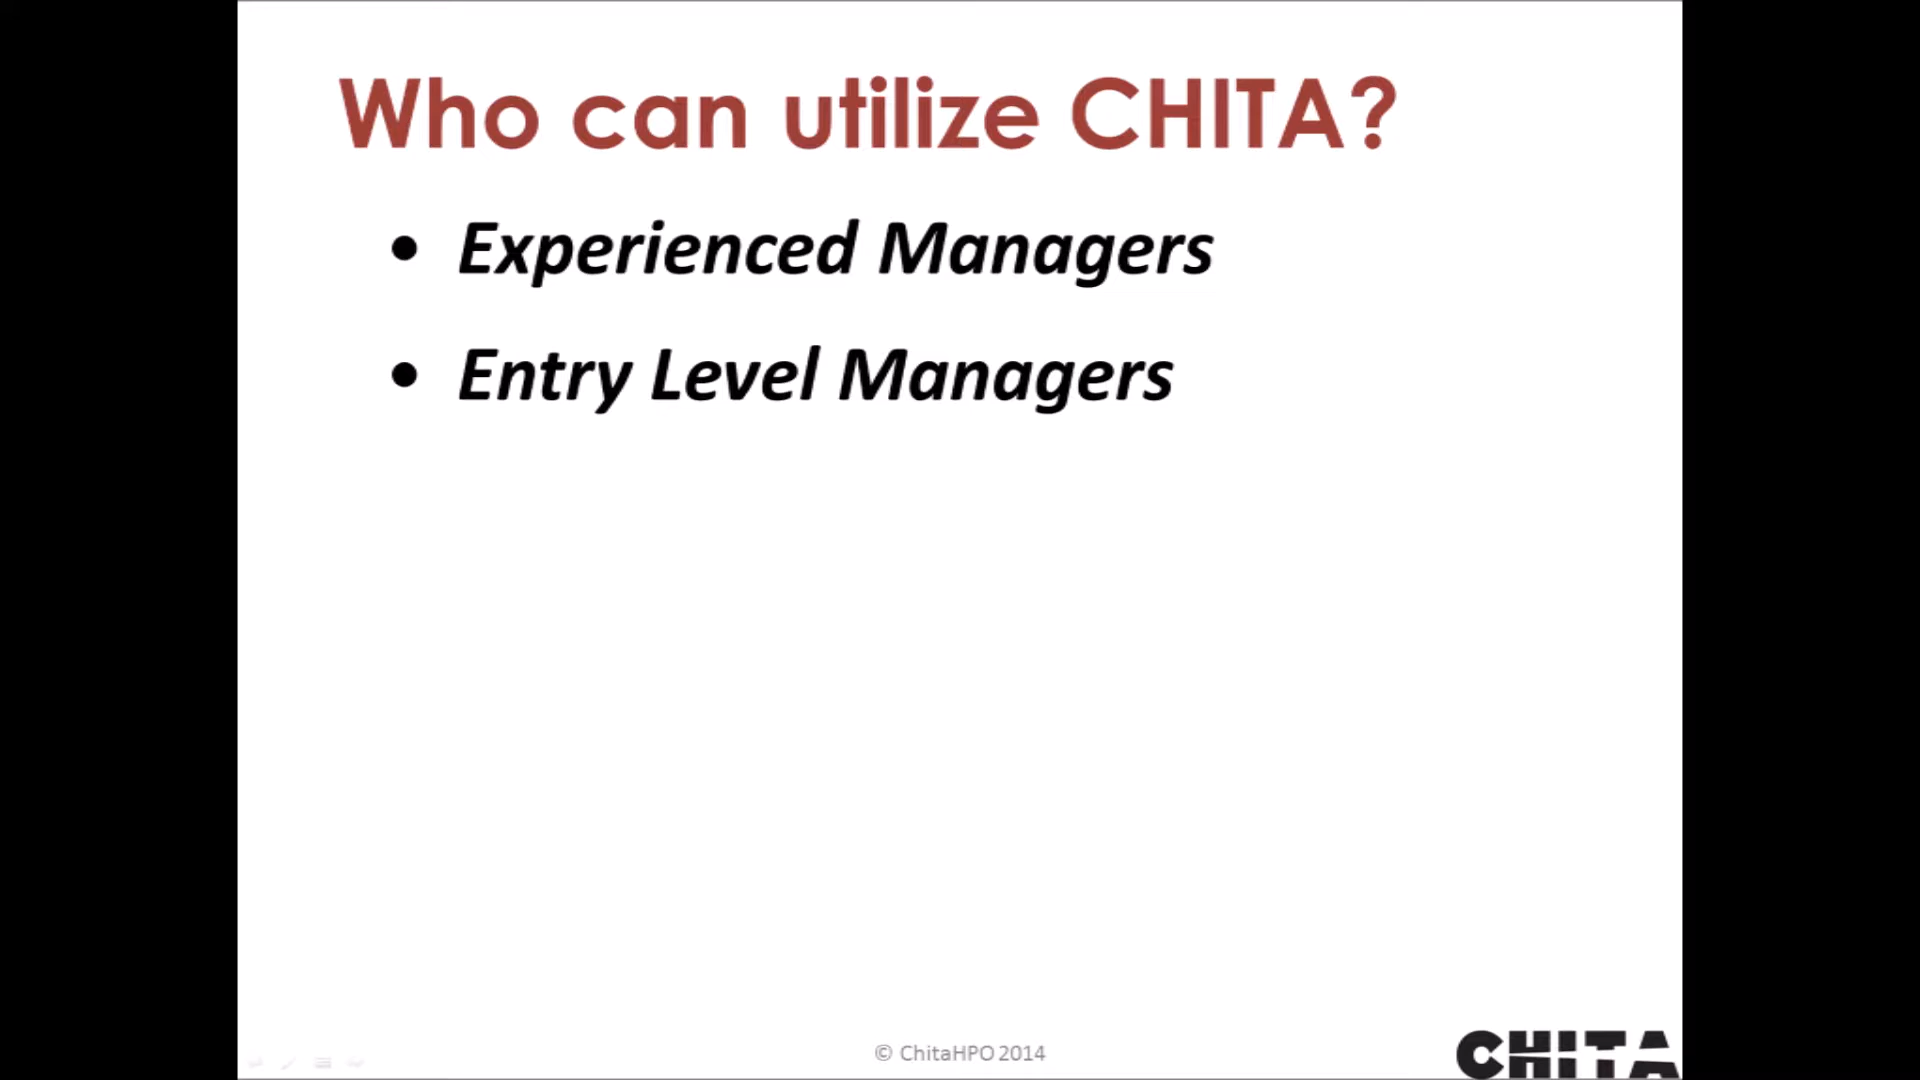 Who can utilize CHITA?
• Experienced Managers
• Entry Level Managers
© ChitaHPO 2014
CHITA